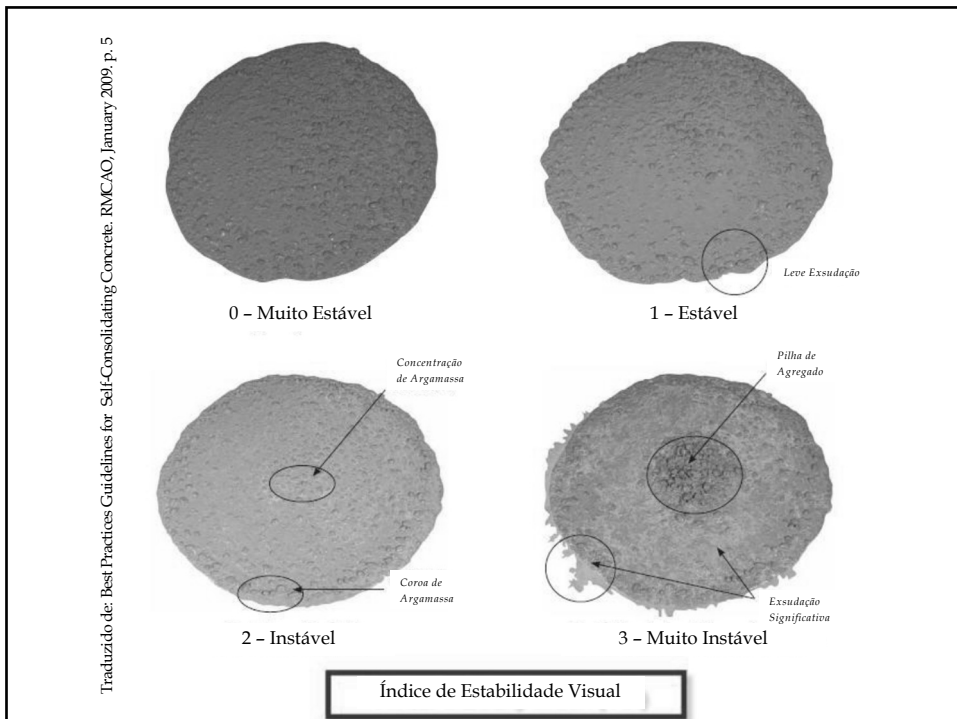 Traduzido de: Best Practices Guidelines for Self-Consolidating Concrete. RMCAO, January 2009. p. 5
0 – Muito Estável
Leve Exsudação
1 – Estável
Concentração
de Argamassa
Coroa de
Argamassa
2 – Instável
Pilha de
Agregado
Exsudação
Significativa
3 – Muito Instável
Índice de Estabilidade Visual